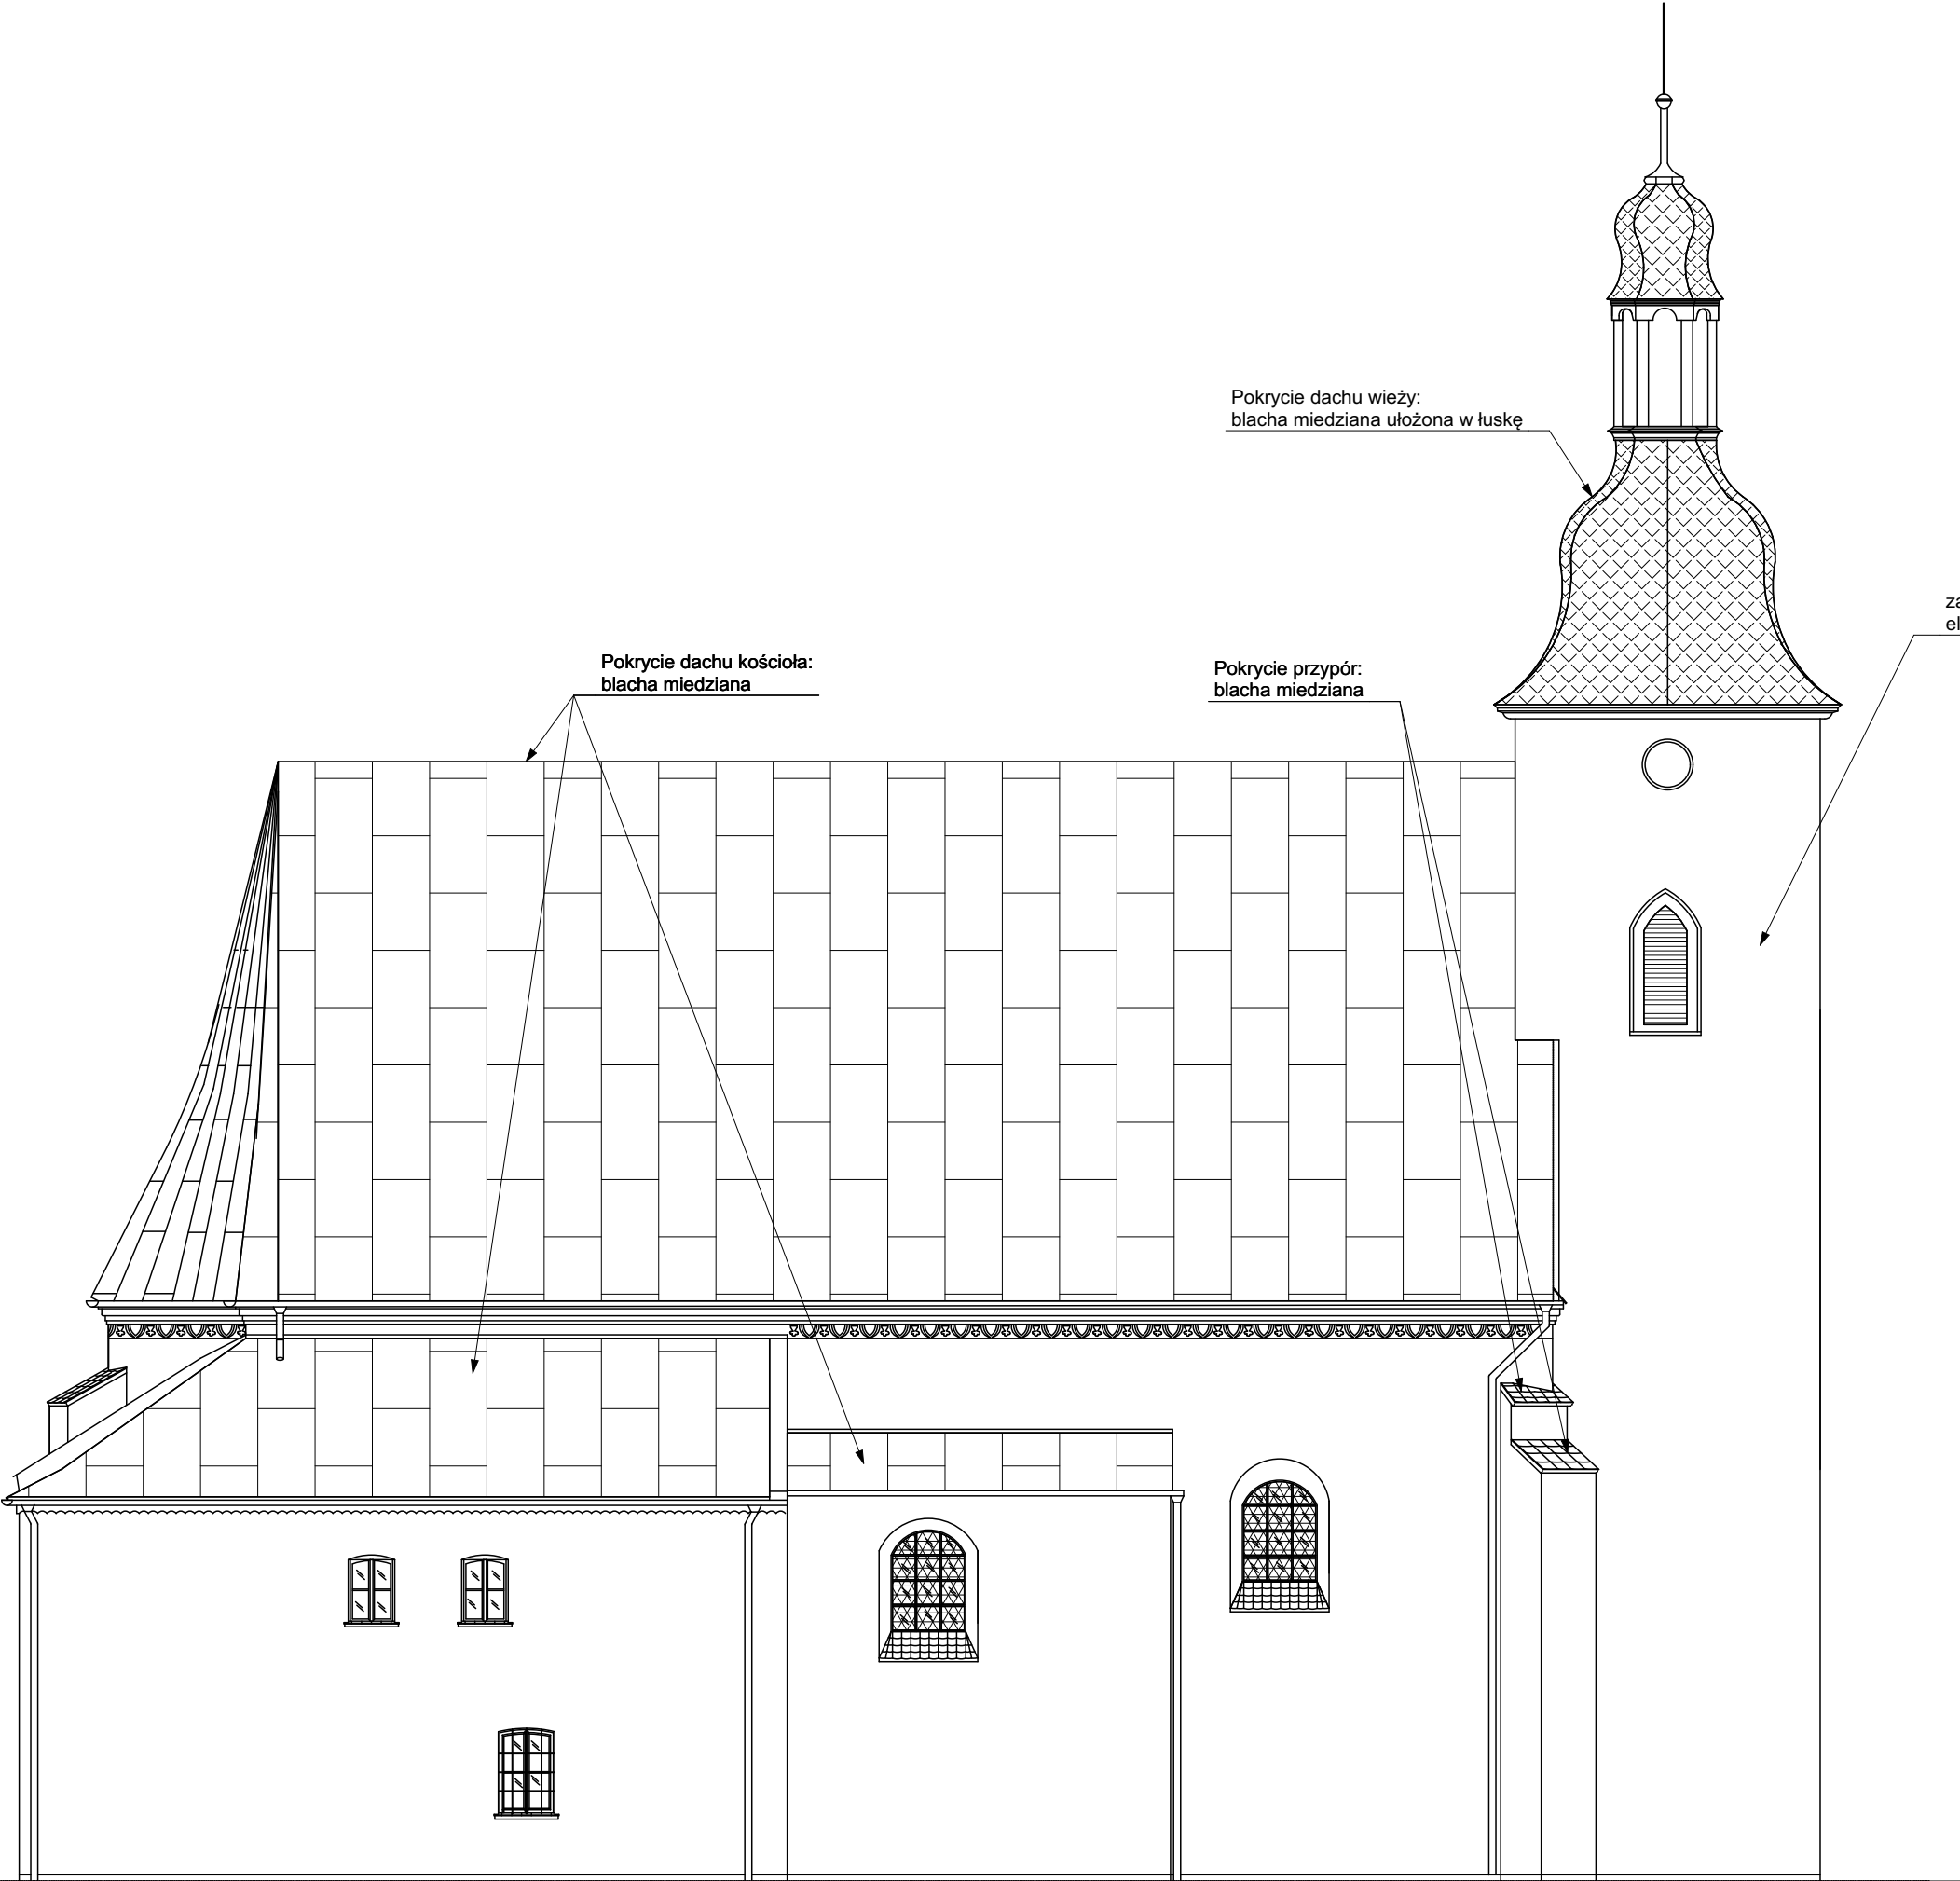 Pokrycie dachu wieży:
blacha miedziana ułożona w łuskę
Pokrycie dachu kościoła:
blacha miedziana
Pokrycie przypór:
blacha miedziana